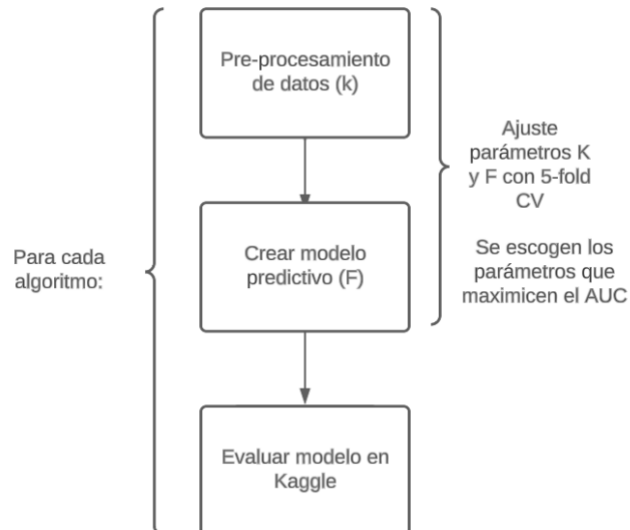 Pre-procesamiento
de datos (k)
Ajuste
parámetros K
y F con 5-fold
CV
Se escogen los
parámetros que
maximicen el AUC
Para cada
algoritmo:
Crear modelo
predictivo (F)
Evaluar modelo en
Kaggle